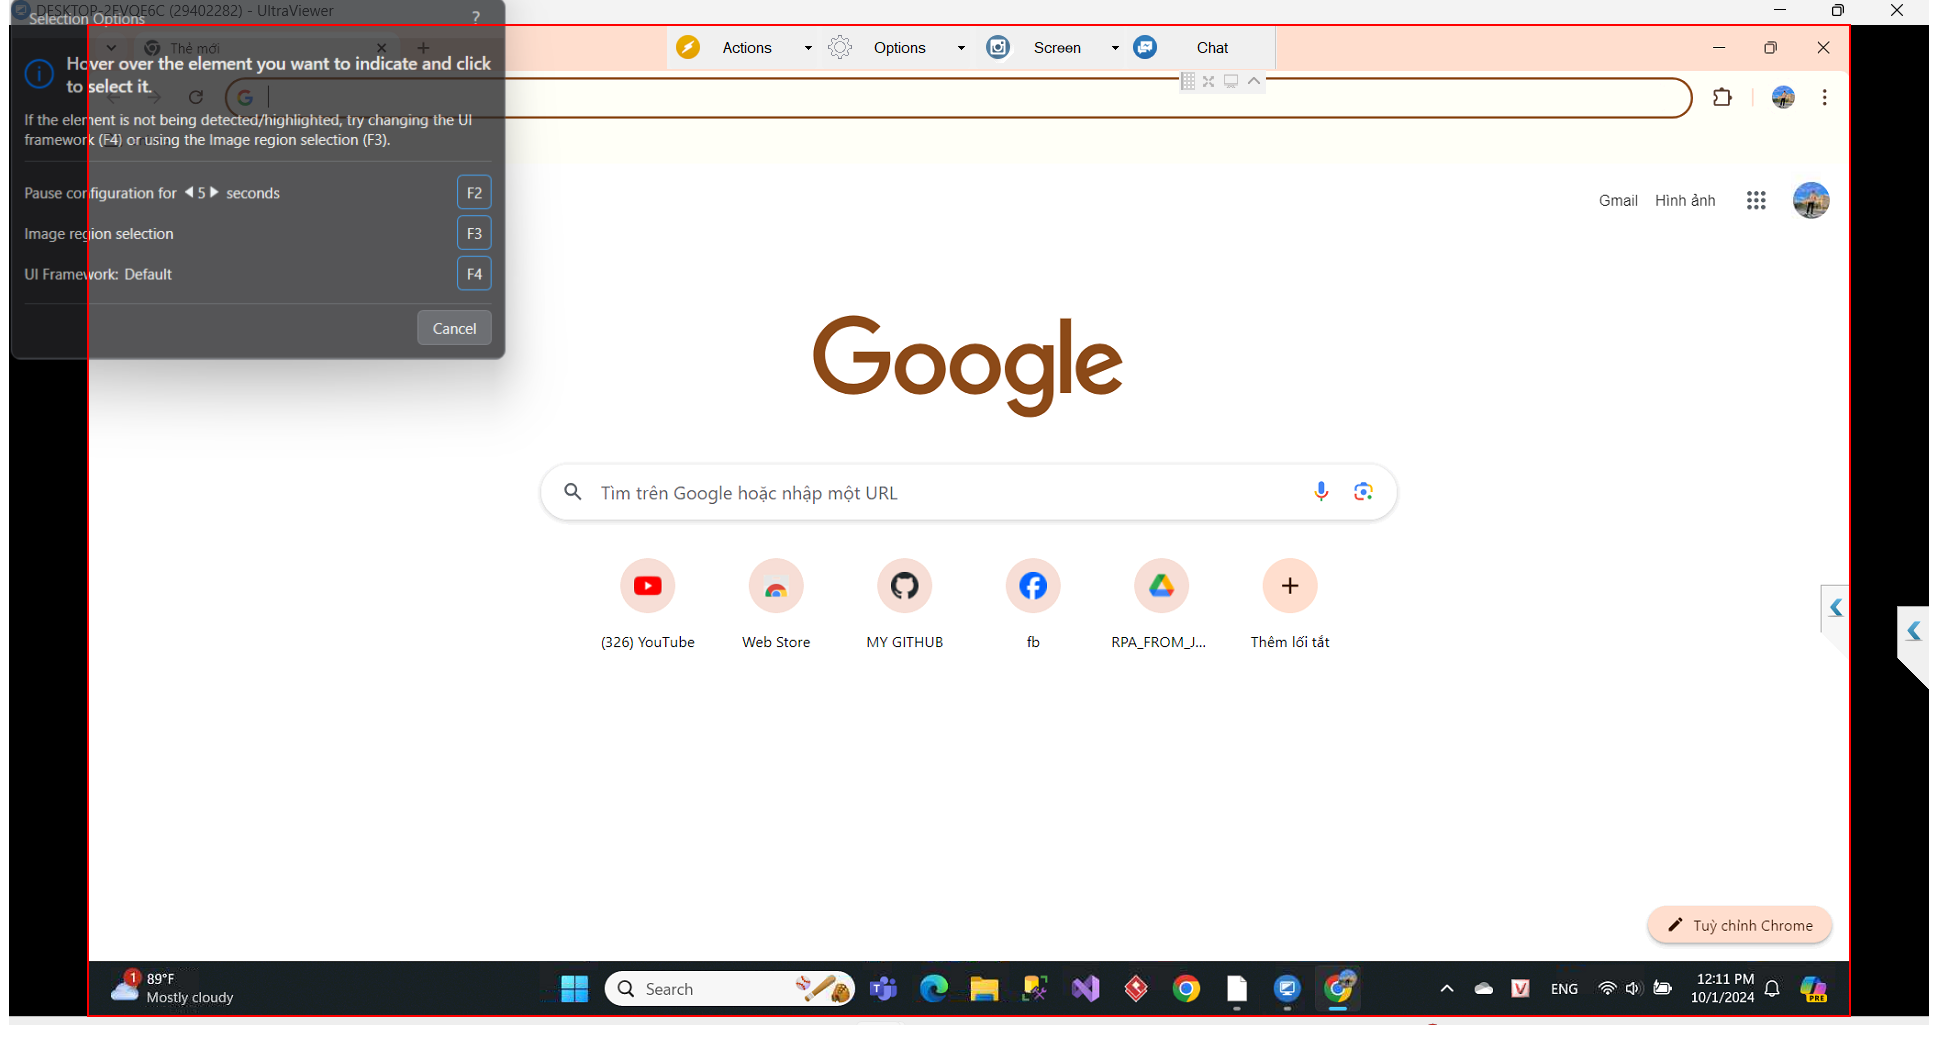 DESKTOP-2FVQE6C (29402282) - UltraViewer
Selection Options
?
Thẻ mới
Actions
Options
Screen
Chat
Hover over the element you want to indicate and click
to select it.
If the element is not being detected/highlighted, try changing the UI
framework (F4) or using the Image region selection (F3).
Pause configuration for 5 seconds
F2
Image region selection
F3
UI Framework: Default
F4
Cancel
Gmail
Hình ảnh
Google
Tìm trên Google hoặc nhập một URL
(326) YouTube
Web Store
MY GITHUB
fb
RPA_FROM_J...
Thêm lối tắt
Tuỳ chỉnh Chrome
1
89°F
Mostly cloudy
Search
ENG
12:11 PM
10/1/2024
PRE